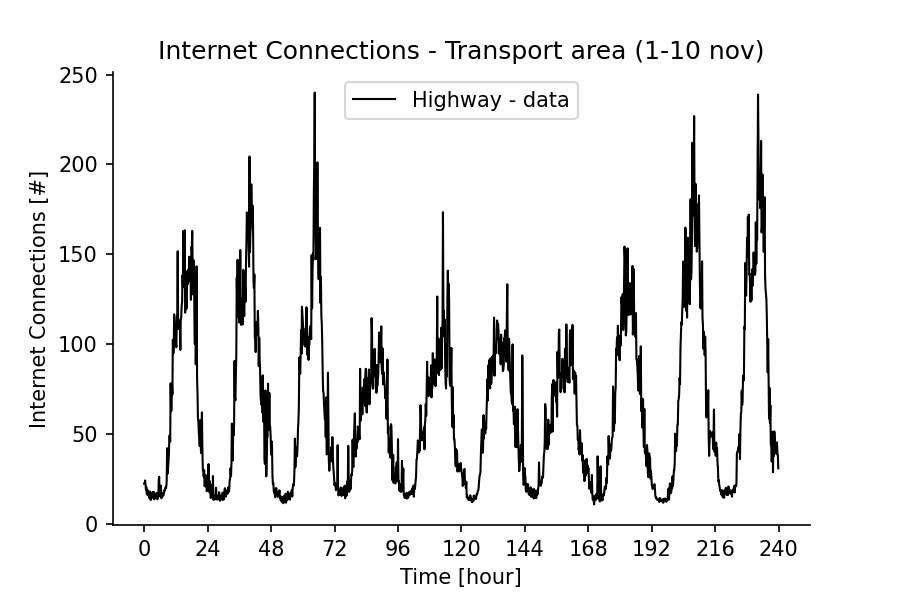 Internet Connections - Transport area (1-10 nov)
Highway - data
Internet Connections [#]
250
200
150
100
50
0
0 24 48 72 96 120 144 168 192 216 240
Time [hour]